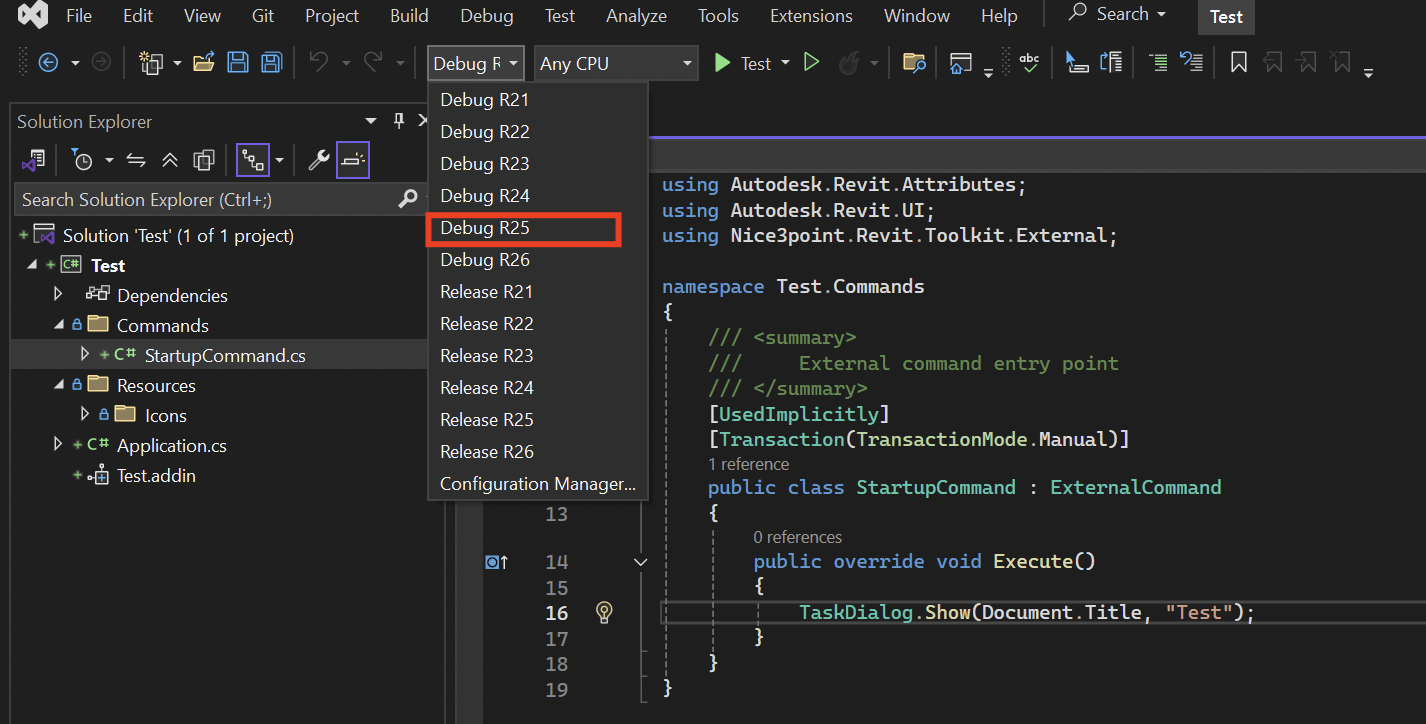 File Edit View Git Project Build Debug Test Analyze Tools Extensions Window Help Search Test
Debug R Any CPU Test
Solution Explorer
Search Solution Explorer (Ctrl+;)
Solution 'Test' (1 of 1 project)
Test
Dependencies
Commands
C# StartupCommand.cs
Resources
Icons
C# Application.cs
Test.addin
Debug R21
Debug R22
Debug R23
Debug R24
Debug R25
Debug R26
Release R21
Release R22
Release R23
Release R24
Release R25
Release R26
Configuration Manager...
using Autodesk.Revit.Attributes;
using Autodesk.Revit.UI;
using Nice3point.Revit.Toolkit.External;
namespace Test.Commands
{
/// <summary>
///     External command entry point
/// </summary>
[UsedImplicitly]
[Transaction(TransactionMode.Manual)]
1 reference
public class StartupCommand : ExternalCommand
13 {
0 references
14 public override void Execute()
15 {
16 TaskDialog.Show(Document.Title, "Test");
17 }
18 }
19 }